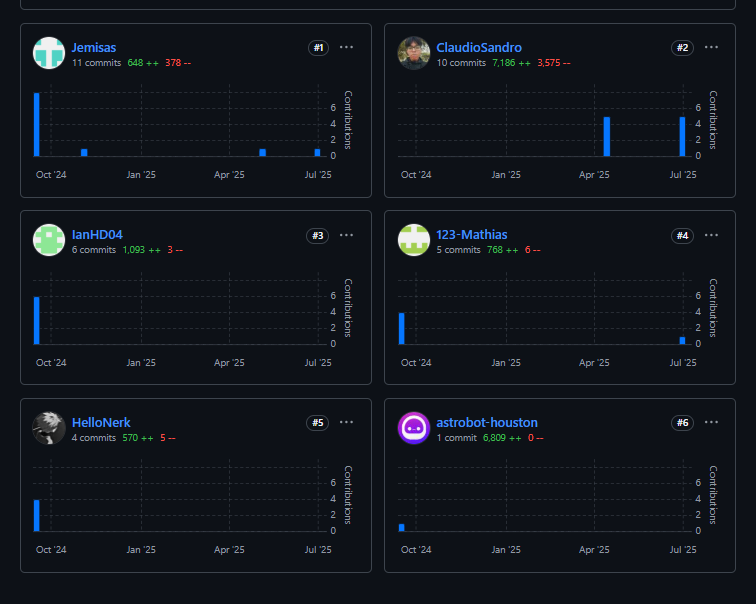 Jemisas
#1
11 commits 648 ++ 378 --
Contributions
6
4
2
0
Oct '24 Jan '25 Apr '25 Jul '25
ClaudioSandro
#2
10 commits 7,186 ++ 3,575 --
Contributions
6
4
2
0
Oct '24 Jan '25 Apr '25 Jul '25
IanHD04
#3
6 commits 1,093 ++ 3 --
Contributions
6
4
2
0
Oct '24 Jan '25 Apr '25 Jul '25
123-Mathias
#4
5 commits 768 ++ 6 --
Contributions
6
4
2
0
Oct '24 Jan '25 Apr '25 Jul '25
HelloNerk
#5
4 commits 570 ++ 5 --
Contributions
6
4
2
0
Oct '24 Jan '25 Apr '25 Jul '25
astrobot-houston
#6
1 commit 6,809 ++ 0 --
Contributions
6
4
2
0
Oct '24 Jan '25 Apr '25 Jul '25